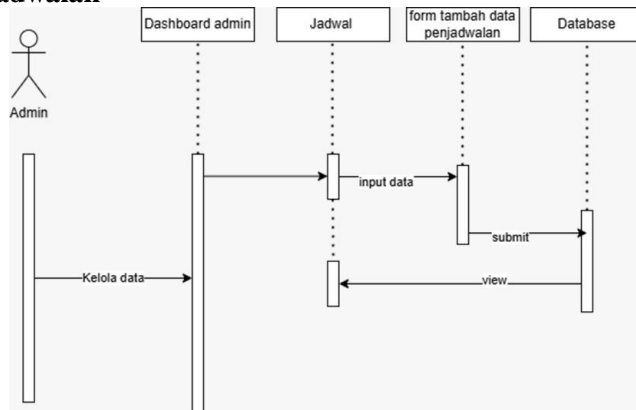 Dashboard admin
Jadwal
form tambah data
penjadwalan
Database
Admin
input data
submit
Kelola data
view